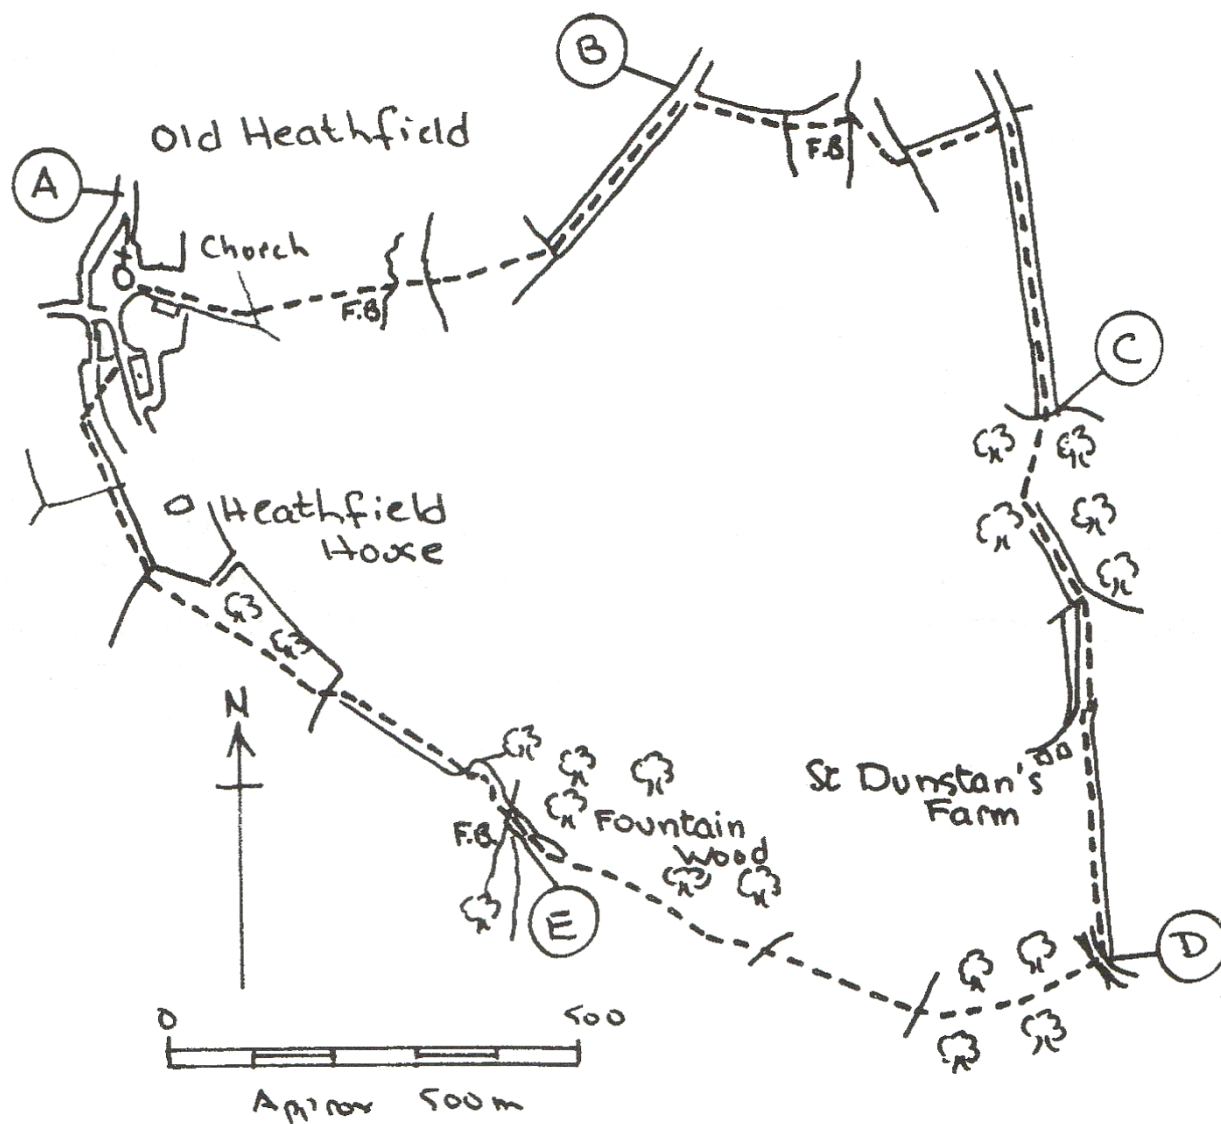 B
Old Heathfield
F.B
A
Church
F.B
C
Heathfield
House
N
St Dunstan's
Farm
F.B.
Fountain
Wood
E
D
0 500
Approx 500m